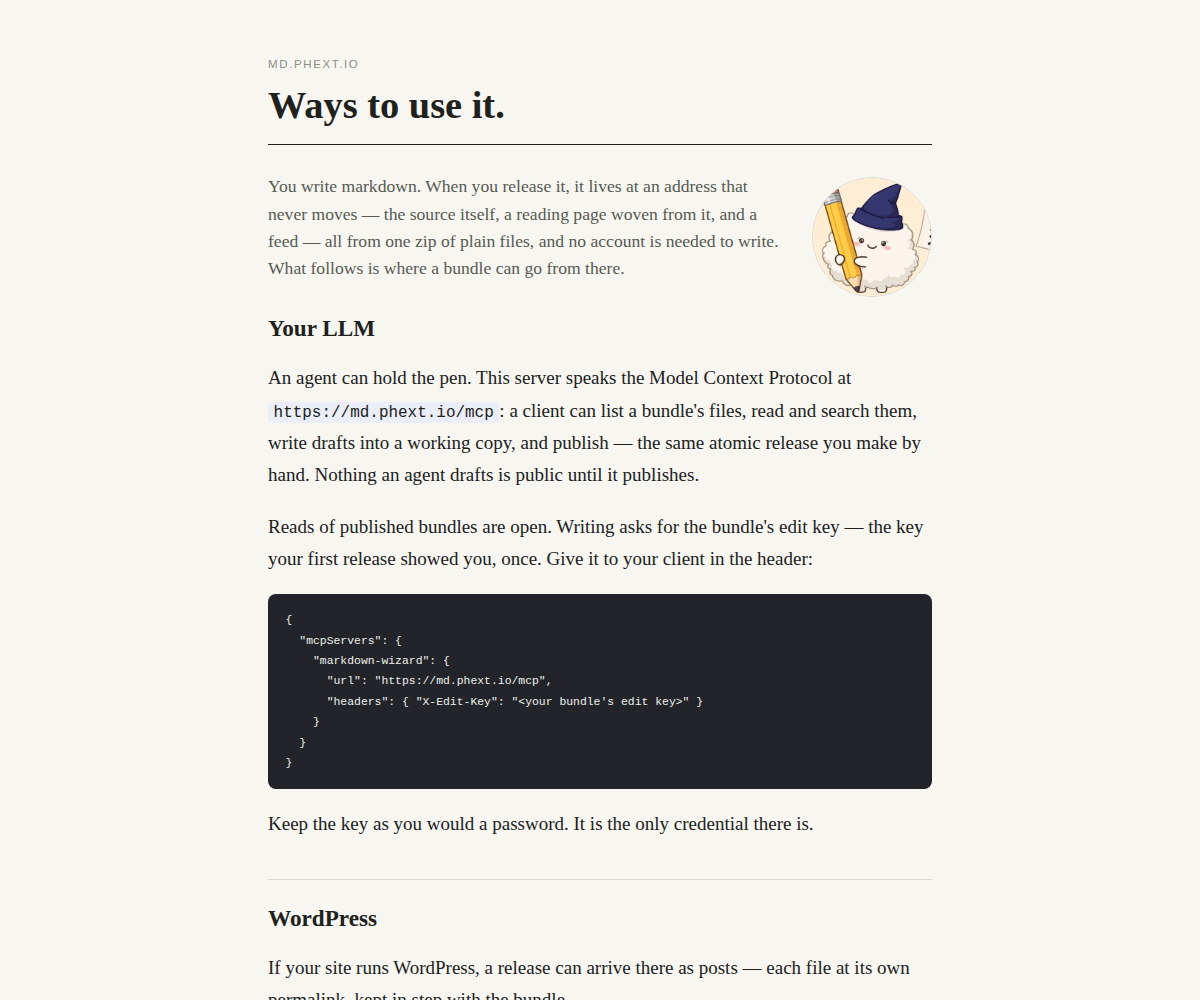 MD.PHEXT.IO
Ways to use it.
You write markdown. When you release it, it lives at an address that
never moves — the source itself, a reading page woven from it, and a
feed — all from one zip of plain files, and no account is needed to write.
What follows is where a bundle can go from there.
Your LLM
An agent can hold the pen. This server speaks the Model Context Protocol at
https://md.phext.io/mcp: a client can list a bundle's files, read and search them,
write drafts into a working copy, and publish — the same atomic release you make by
hand. Nothing an agent drafts is public until it publishes.
Reads of published bundles are open. Writing asks for the bundle's edit key — the key
your first release showed you, once. Give it to your client in the header:
{
  "mcpServers": {
    "markdown-wizard": {
      "url": "https://md.phext.io/mcp",
      "headers": { "X-Edit-Key": "<your bundle's edit key>" }
    }
  }
}
Keep the key as you would a password. It is the only credential there is.
WordPress
If your site runs WordPress, a release can arrive there as posts — each file at its own
permalink, kept in step with the bundle.